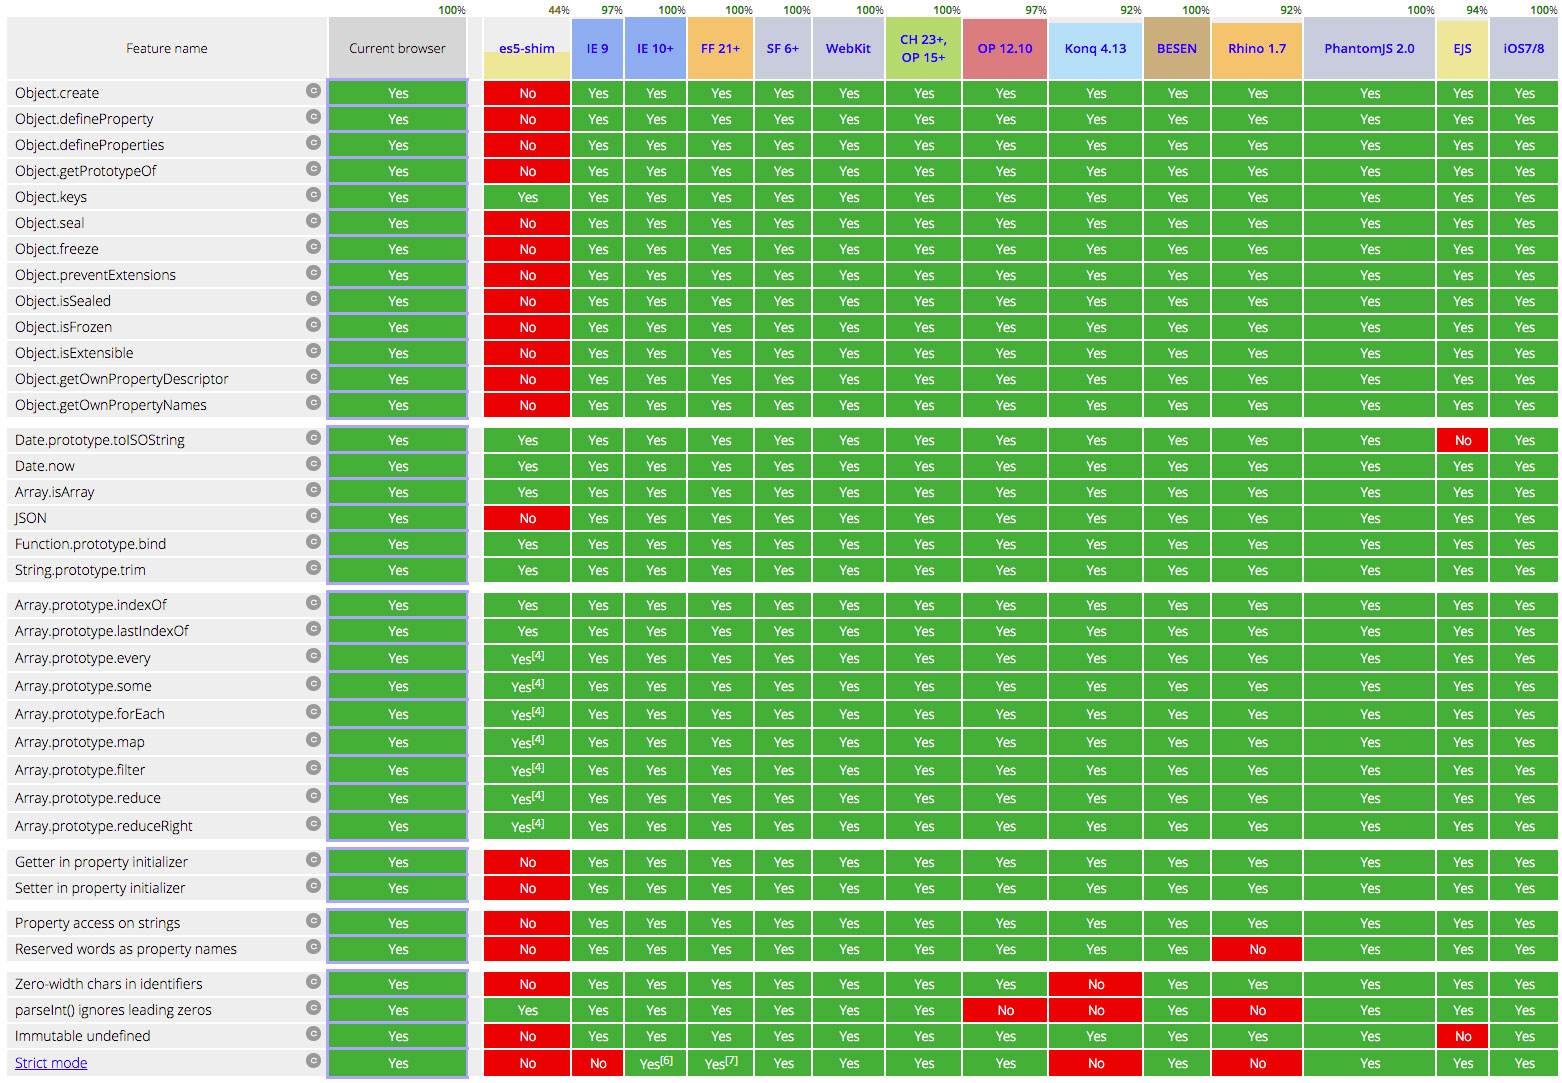 100% 44% 97% 100% 100% 100% 100% 100% 97% 92% 100% 92% 100% 94% 100%
Feature name Current browser es5-shim IE 9 IE 10+ FF 21+ SF 6+ WebKit CH 23+, OP 15+ OP 12.10 Konq 4.13 BESEN Rhino 1.7 PhantomJS 2.0 EJS iOS7/8
Object.create C Yes No Yes Yes Yes Yes Yes Yes Yes Yes Yes Yes Yes Yes Yes
Object.defineProperty C Yes No Yes Yes Yes Yes Yes Yes Yes Yes Yes Yes Yes Yes Yes
Object.defineProperties C Yes No Yes Yes Yes Yes Yes Yes Yes Yes Yes Yes Yes Yes Yes
Object.getPrototypeOf C Yes No Yes Yes Yes Yes Yes Yes Yes Yes Yes Yes Yes Yes Yes
Object.keys C Yes Yes Yes Yes Yes Yes Yes Yes Yes Yes Yes Yes Yes Yes Yes
Object.seal C Yes No Yes Yes Yes Yes Yes Yes Yes Yes Yes Yes Yes Yes Yes
Object.freeze C Yes No Yes Yes Yes Yes Yes Yes Yes Yes Yes Yes Yes Yes Yes
Object.preventExtensions C Yes No Yes Yes Yes Yes Yes Yes Yes Yes Yes Yes Yes Yes Yes
Object.isSealed C Yes No Yes Yes Yes Yes Yes Yes Yes Yes Yes Yes Yes Yes Yes
Object.isFrozen C Yes No Yes Yes Yes Yes Yes Yes Yes Yes Yes Yes Yes Yes Yes
Object.isExtensible C Yes No Yes Yes Yes Yes Yes Yes Yes Yes Yes Yes Yes Yes Yes
Object.getOwnPropertyDescriptor C Yes No Yes Yes Yes Yes Yes Yes Yes Yes Yes Yes Yes Yes Yes
Object.getOwnPropertyNames C Yes No Yes Yes Yes Yes Yes Yes Yes Yes Yes Yes Yes Yes Yes
Date.prototype.toISOString C Yes Yes Yes Yes Yes Yes Yes Yes Yes Yes Yes Yes Yes No Yes
Date.now C Yes Yes Yes Yes Yes Yes Yes Yes Yes Yes Yes Yes Yes Yes Yes
Array.isArray C Yes Yes Yes Yes Yes Yes Yes Yes Yes Yes Yes Yes Yes Yes Yes
JSON C Yes No Yes Yes Yes Yes Yes Yes Yes Yes Yes Yes Yes Yes Yes
Function.prototype.bind C Yes Yes Yes Yes Yes Yes Yes Yes Yes Yes Yes Yes Yes Yes Yes
String.prototype.trim C Yes Yes Yes Yes Yes Yes Yes Yes Yes Yes Yes Yes Yes Yes Yes
Array.prototype.indexOf C Yes Yes Yes Yes Yes Yes Yes Yes Yes Yes Yes Yes Yes Yes Yes
Array.prototype.lastIndexOf C Yes Yes Yes Yes Yes Yes Yes Yes Yes Yes Yes Yes Yes Yes Yes
Array.prototype.every C Yes Yes[4] Yes Yes Yes Yes Yes Yes Yes Yes Yes Yes Yes Yes Yes
Array.prototype.some C Yes Yes[4] Yes Yes Yes Yes Yes Yes Yes Yes Yes Yes Yes Yes Yes
Array.prototype.forEach C Yes Yes[4] Yes Yes Yes Yes Yes Yes Yes Yes Yes Yes Yes Yes Yes
Array.prototype.map C Yes Yes[4] Yes Yes Yes Yes Yes Yes Yes Yes Yes Yes Yes Yes Yes
Array.prototype.filter C Yes Yes[4] Yes Yes Yes Yes Yes Yes Yes Yes Yes Yes Yes Yes Yes
Array.prototype.reduce C Yes Yes[4] Yes Yes Yes Yes Yes Yes Yes Yes Yes Yes Yes Yes Yes
Array.prototype.reduceRight C Yes Yes[4] Yes Yes Yes Yes Yes Yes Yes Yes Yes Yes Yes Yes Yes
Getter in property initializer C Yes No Yes Yes Yes Yes Yes Yes Yes Yes Yes Yes Yes Yes Yes
Setter in property initializer C Yes No Yes Yes Yes Yes Yes Yes Yes Yes Yes Yes Yes Yes Yes
Property access on strings C Yes No Yes Yes Yes Yes Yes Yes Yes Yes Yes Yes Yes Yes Yes
Reserved words as property names C Yes No Yes Yes Yes Yes Yes Yes Yes Yes Yes No Yes Yes Yes
Zero-width chars in identifiers C Yes No Yes Yes Yes Yes Yes Yes Yes No Yes Yes Yes Yes Yes
parseInt() ignores leading zeros C Yes Yes Yes Yes Yes Yes Yes Yes No No Yes No Yes Yes Yes
Immutable undefined C Yes No Yes Yes Yes Yes Yes Yes Yes Yes Yes Yes Yes No Yes
Strict mode C Yes No No Yes[6] Yes[7] Yes Yes Yes Yes No Yes No Yes Yes Yes